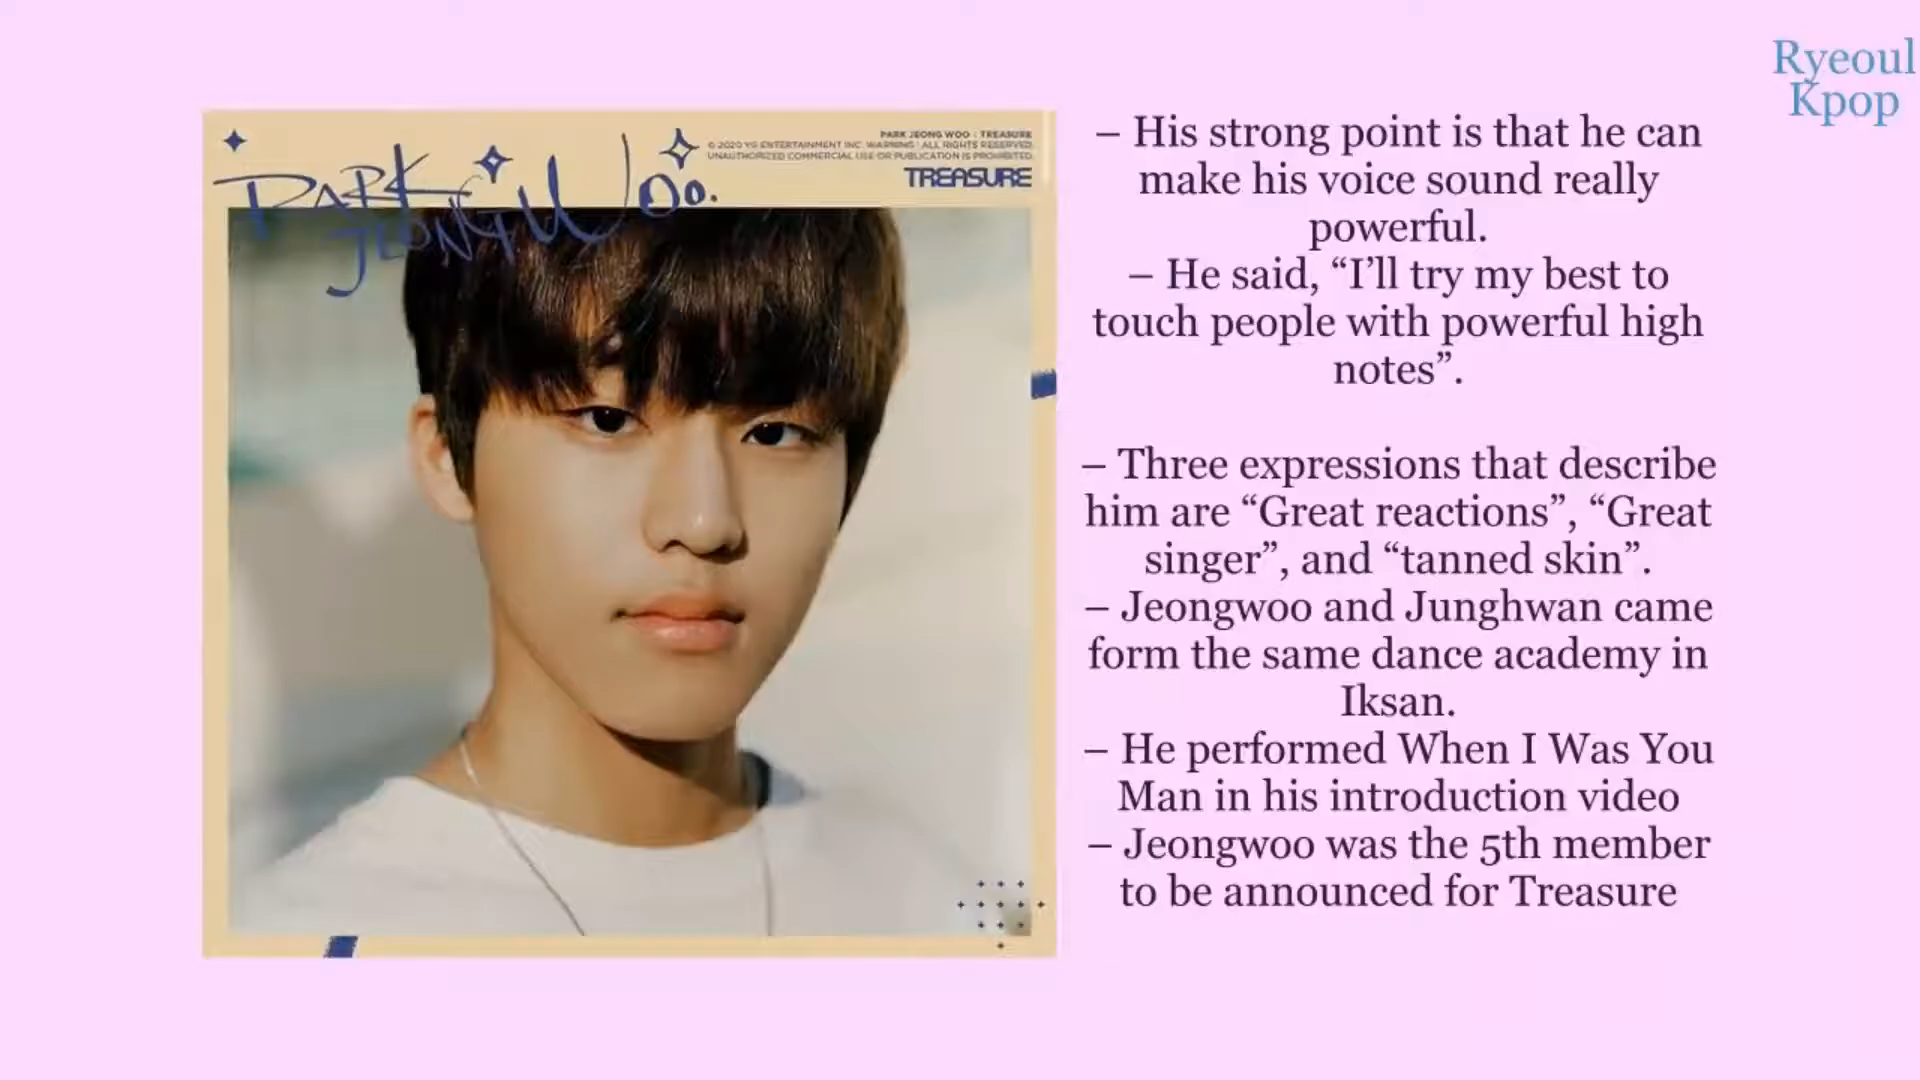 Ryeoul
Kpop
PARK JEONG WOO : TREASURE
© 2020 YG ENTERTAINMENT INC. WARNING : ALL RIGHTS RESERVED.
UNAUTHORIZED COMMERCIAL USE OR PUBLICATION IS PROHIBITED.
TREASURE
PARK
JEONG WOO.
– His strong point is that he can
make his voice sound really
powerful.
– He said, “I’ll try my best to
touch people with powerful high
notes”.
– Three expressions that describe
him are “Great reactions”, “Great
singer”, and “tanned skin”.
– Jeongwoo and Junghwan came
form the same dance academy in
Iksan.
– He performed When I Was You
Man in his introduction video
– Jeongwoo was the 5th member
to be announced for Treasure